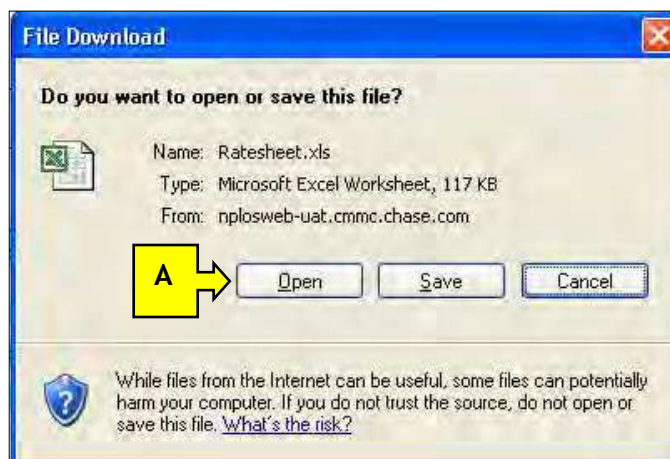 File Download
Do you want to open or save this file?
Name: Ratesheet.xls
Type: Microsoft Excel Worksheet, 117 KB
From: nplosweb-uat.cmmc.chase.com
A
Open Save Cancel
While files from the Internet can be useful, some files can potentially
harm your computer. If you do not trust the source, do not open or
save this file. What's the risk?